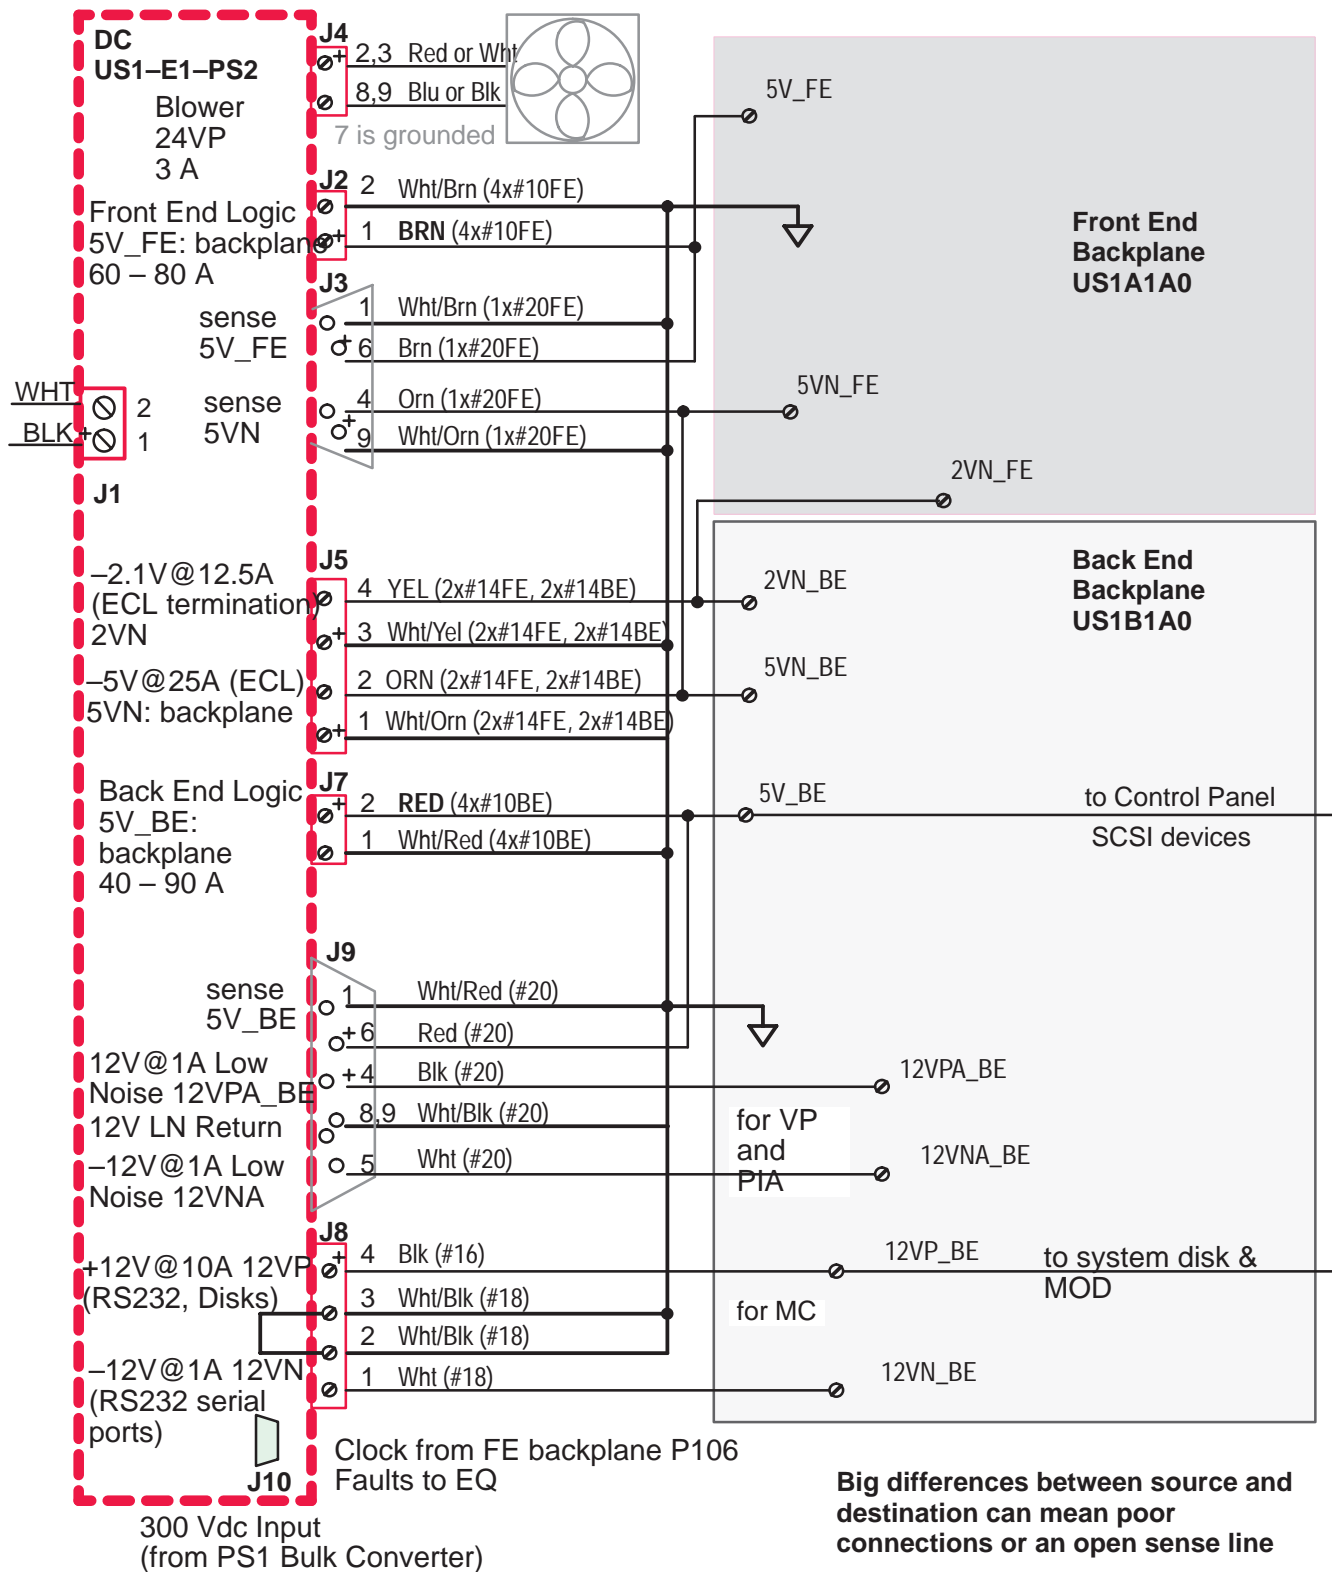 DC
US1–E1–PS2
Blower
24VP
3 A
J4
+ 2,3 Red or Wht
8,9 Blu or Blk
7 is grounded
J2
2 Wht/Brn (4x#10FE)
+ 1 BRN (4x#10FE)
Front End Logic
5V_FE: backplane
60 – 80 A
J3
sense
5V_FE
1 Wht/Brn (1x#20FE)
+ 6 Brn (1x#20FE)
sense
5VN
4 Orn (1x#20FE)
+ 9 Wht/Orn (1x#20FE)
WHT
2
BLK
+ 1
J1
5V_FE
Front End
Backplane
US1A1A0
5VN_FE
2VN_FE
J5
–2.1V@12.5A
(ECL termination)
2VN
4 YEL (2x#14FE, 2x#14BE)
+ 3 Wht/Yel (2x#14FE, 2x#14BE)
–5V@25A (ECL)
5VN: backplane
2 ORN (2x#14FE, 2x#14BE)
+ 1 Wht/Orn (2x#14FE, 2x#14BE)
Back End
Backplane
US1B1A0
2VN_BE
5VN_BE
J7
Back End Logic
5V_BE:
backplane
40 – 90 A
+ 2 RED (4x#10BE)
1 Wht/Red (4x#10BE)
5V_BE
to Control Panel
SCSI devices
J9
sense
5V_BE
1 Wht/Red (#20)
+ 6 Red (#20)
12V@1A Low
Noise 12VPA_BE
+ 4 Blk (#20)
12V LN Return
8,9 Wht/Blk (#20)
–12V@1A Low
Noise 12VNA
5 Wht (#20)
12VPA_BE
for VP
and
PIA
12VNA_BE
J8
+12V@10A 12VP
(RS232, Disks)
+ 4 Blk (#16)
3 Wht/Blk (#18)
2 Wht/Blk (#18)
–12V@1A 12VN
(RS232 serial
ports)
1 Wht (#18)
12VP_BE
to system disk &
MOD
for MC
12VN_BE
J10
Clock from FE backplane P106
Faults to EQ
300 Vdc Input
(from PS1 Bulk Converter)
Big differences between source and
destination can mean poor
connections or an open sense line